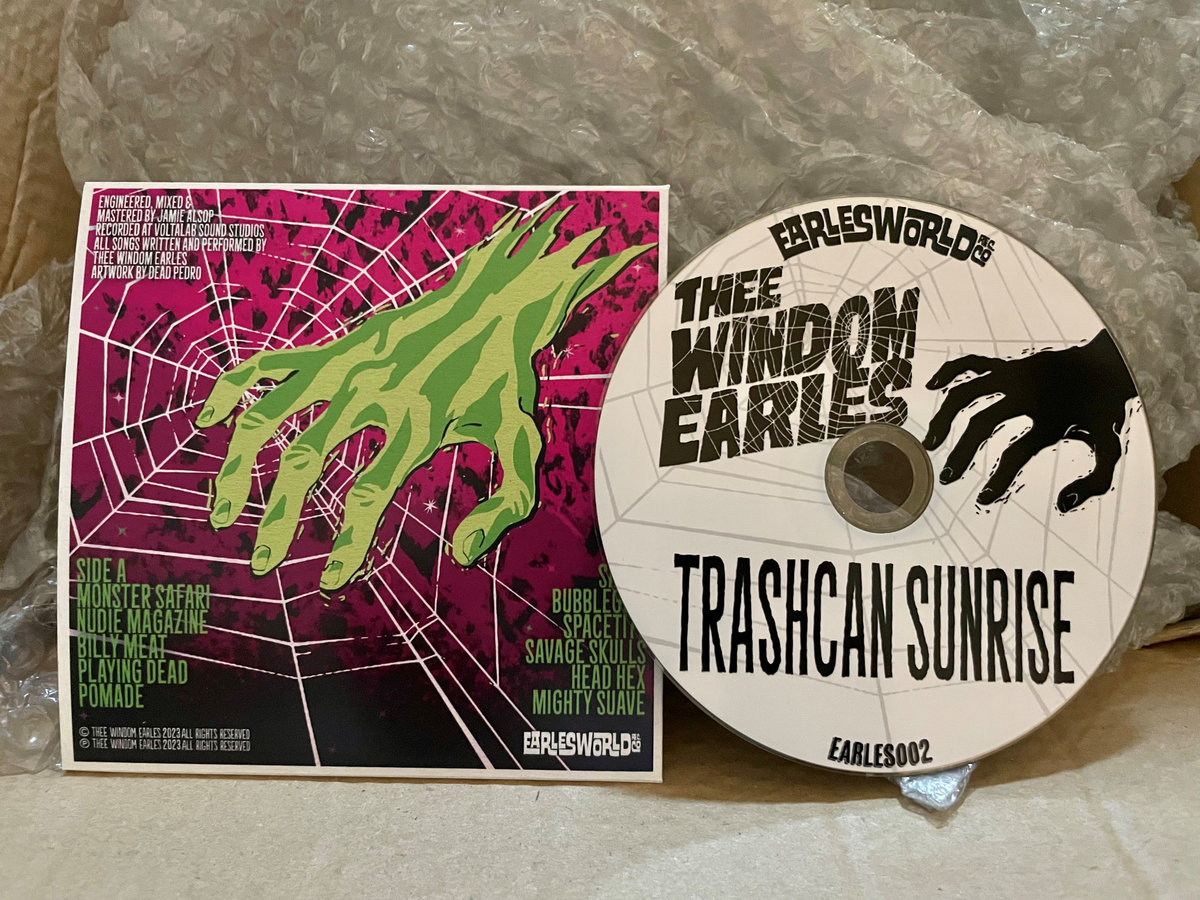 ENGINEERED, MIXED &
MASTERED BY JAMIE ALSOP
RECORDED AT VOLTALAB SOUND STUDIOS
ALL SONGS WRITTEN AND PERFORMED BY
THEE WINDOM EARLES
ARTWORK BY DEAD PEDRO
SIDE A
MONSTER SAFARI
NUDIE MAGAZINE
BILLY MEAT
PLAYING DEAD
POMADE
SAVAGE SKULLS
HEAD HEX
MIGHTY SUAVE
© THEE WINDOM EARLES 2023 ALL RIGHTS RESERVED
℗ THEE WINDOM EARLES 2023 ALL RIGHTS RESERVED
EARLESWORLD
EARLESWORLD
THEE
WINDOM
EARLES
TRASHCAN SUNRISE
EARLES002